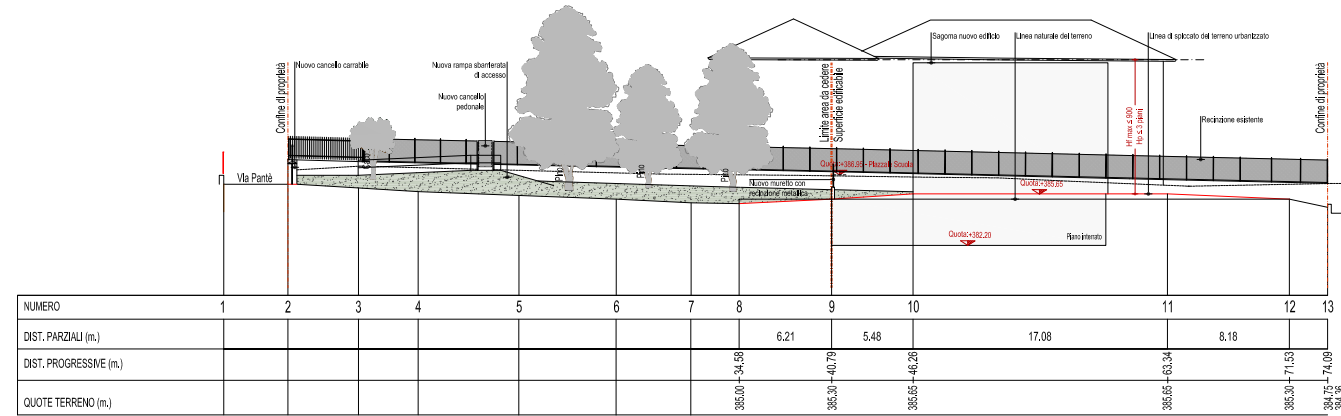 Sagoma nuovo edificio
Linea naturale del terreno
Linea di spiccato del terreno urbanizzato
Confine di proprietà
Nuovo cancello carrabile
Nuova rampa sbarrierata
di accesso
Nuovo cancello
pedonale
Limite area da cedere
Superficie edificabile
Hf max ≤ 900
Hp ≤ 3 piani
Recinzione esistente
Confine di proprietà
Via Pantè
Pino
Pino
Pino
Quota:+386.95 - Piazzale Scuola
Nuovo muretto con
recinzione metallica
Quota:+385.65
Quota:+382.20
Piano interrato
NUMERO 1 2 3 4 5 6 7 8 9 10 11 12 13
DIST. PARZIALI (m.) 6.21 5.48 17.08 8.18
DIST. PROGRESSIVE (m.) 34.58 40.79 46.26 63.34 71.53 74.09
QUOTE TERRENO (m.) 385.00 385.30 385.65 385.65 385.30 384.75